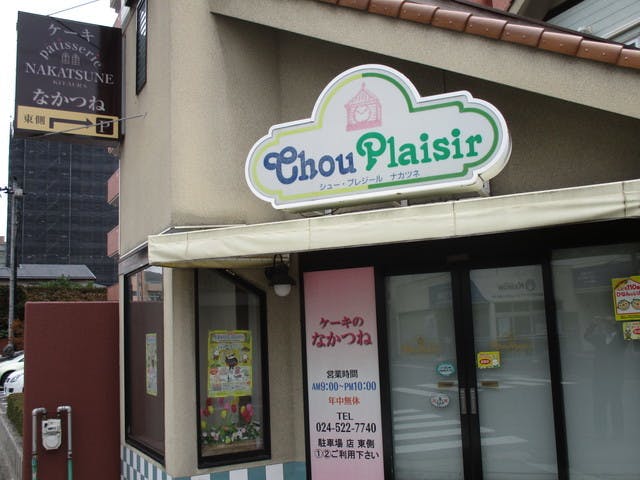 ケーキ
patisserie
NAKATSUNE
なかつね
東側
P
Chou Plaisir
シュー・プレジール ナカツネ
ケーキの
なかつね
営業時間
AM9:00~PM10:00
年中無休
TEL
024-522-7740
駐車場 店 東側
①②ご利用下さい